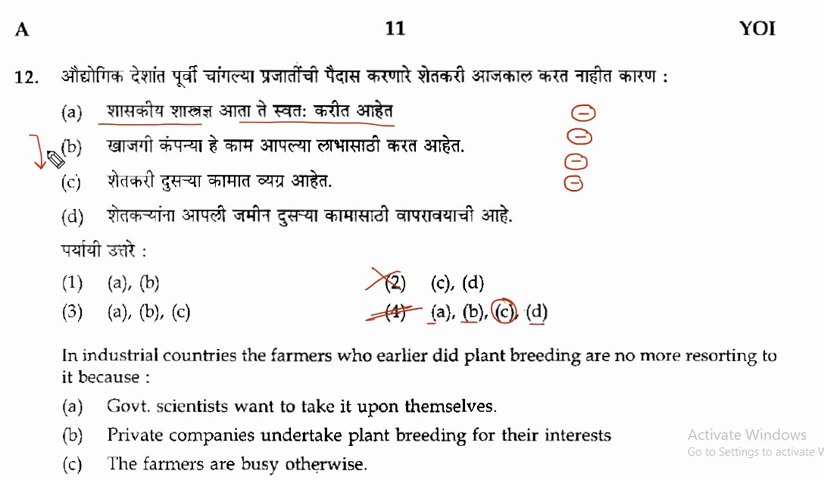 A 11 YOI
12. औद्योगिक देशांत पूर्वी चांगल्या प्रजातींची पैदास करणारे शेतकरी आजकाल करत नाहीत कारण :
(a) शासकीय शास्त्रज्ञ आता ते स्वतः करीत आहेत
(b) खाजगी कंपन्या हे काम आपल्या लाभासाठी करत आहेत.
(c) शेतकरी दुसऱ्या कामात व्यग्र आहेत.
(d) शेतकऱ्यांना आपली जमीन दुसऱ्या कामासाठी वापरावयाची आहे.
पर्यायी उत्तरे :
(1) (a), (b) (2) (c), (d)
(3) (a), (b), (c) (4) (a), (b), (c), (d)
In industrial countries the farmers who earlier did plant breeding are no more resorting to
it because :
(a) Govt. scientists want to take it upon themselves.
(b) Private companies undertake plant breeding for their interests
(c) The farmers are busy otherwise.
Activate Windows
Go to Settings to activate W